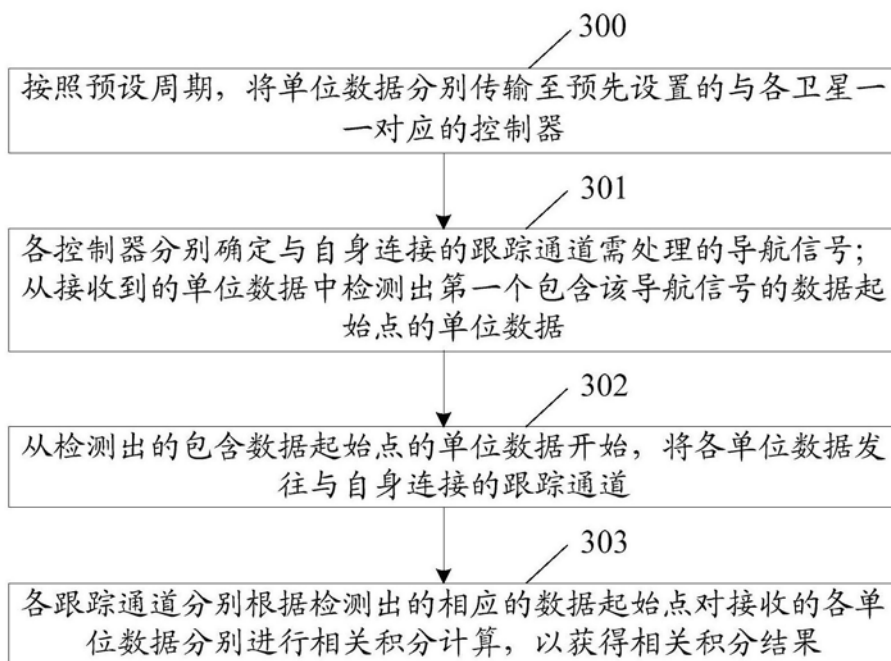 300
按照预设周期，将单位数据分别传输至预先设置的与各卫星一
一对应的控制器
301
各控制器分别确定与自身连接的跟踪通道需处理的导航信号；
从接收到的单位数据中检测出第一个包含该导航信号的数据起
始点的单位数据
302
从检测出的包含数据起始点的单位数据开始，将各单位数据发
往与自身连接的跟踪通道
303
各跟踪通道分别根据检测出的相应的数据起始点对接收的各单
位数据分别进行相关积分计算，以获得相关积分结果